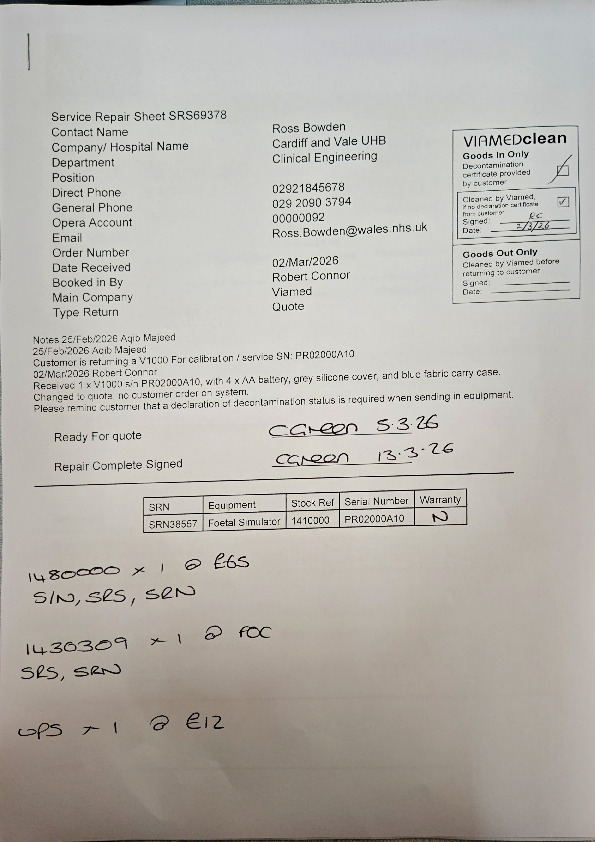 Service Repair Sheet SRS69378
Contact Name Ross Bowden
Company/ Hospital Name Cardiff and Vale UHB
Department Clinical Engineering
Position
Direct Phone 02921845678
General Phone 029 2090 3794
Opera Account 00000092
Email Ross.Bowden@wales.nhs.uk
Order Number
Date Received 02/Mar/2026
Booked in By Robert Connor
Main Company Viamed
Type Return Quote
VIAMEDclean
Goods In Only
Decontamination
certificate provided
by customer
Cleaned by Viamed,
if no declaration certificate
from customer
Signed: RC
Date: 2/3/26
Goods Out Only
Cleaned by Viamed before
returning to customer
Signed:
Date:
Notes 25/Feb/2026 Aqib Majeed
25/Feb/2026 Aqib Majeed
Customer is returning a V1000 For calibration / service SN: PR02000A10
02/Mar/2026 Robert Connor
Received 1 x V1000 s/n PR02000A10, with 4 x AA battery, grey silicone cover, and blue fabric carry case.
Changed to quote, no customer order on system.
Please remind customer that a declaration of decontamination status is required when sending in equipment.
Ready For quote CGreen 5.3.26
Repair Complete Signed CGreen 13.3.26
SRN Equipment Stock Ref Serial Number Warranty
SRN38557 Foetal Simulator 1410000 PR02000A10 N
1480000 x 1 @ £65
S/N, SRS, SRN
1430309 x 1 @ FOC
SRS, SRN
UPS x 1 @ £12